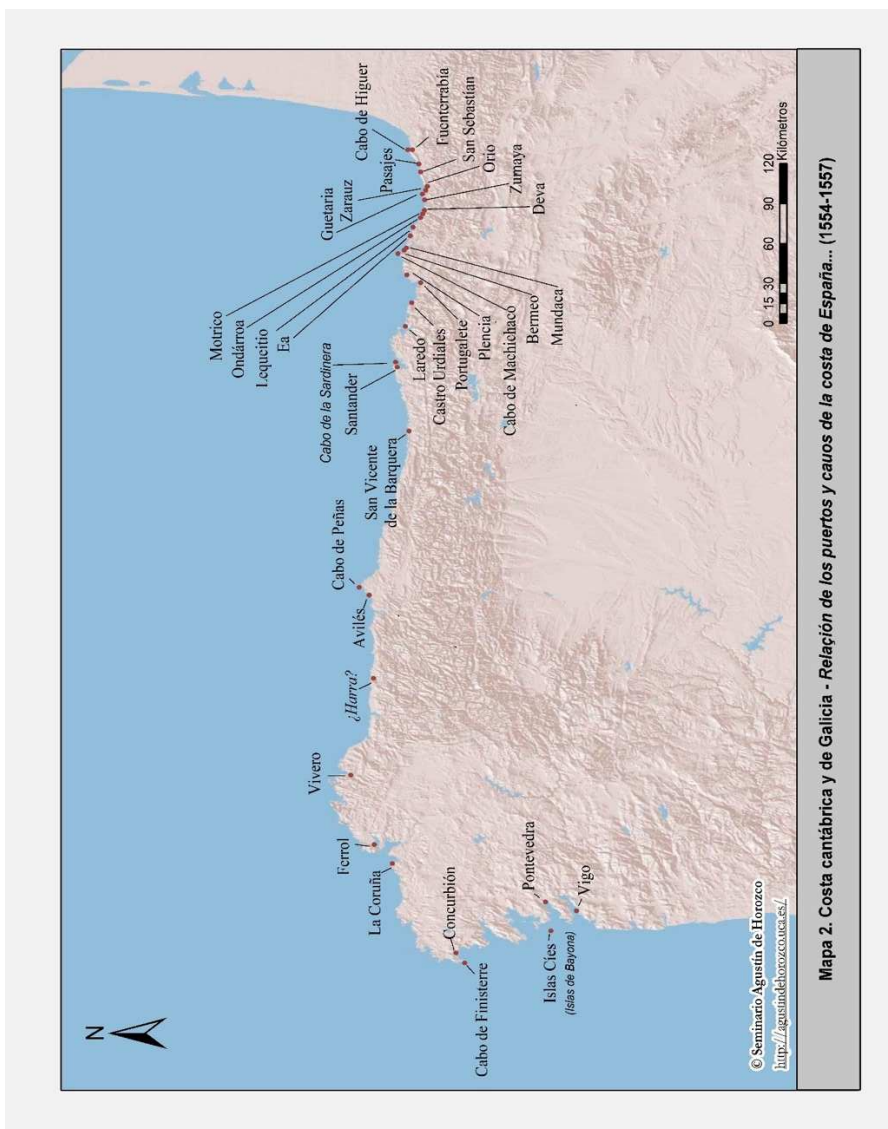 N
Cabo de Higuer
Fuenterrabia
Pasajes
San Sebastían
Guetaria
Zarauz
Orio
Zumaya
Deva
Motrico
Ondárroa
Lequeitio
Ea
Mundaca
Bermeo
Cabo de Machichacó
Plencia
Portugalete
Castro Urdiales
Laredo
Cabo de la Sardinera
Santander
San Vicente
de la Barquera
Cabo de Peñas
Avilés
¿Harra?
Vivero
Ferrol
La Coruña
Concurbión
Cabo de Finisterre
Pontevedra
Islas Cíes
(Islas de Bayona)
Vigo
0 15 30 60 90 120
Kilómetros
© Seminario Agustín de Horozco
http://agustindehorozco.uca.es/
Mapa 2. Costa cantábrica y de Galicia - Relaçión de los puertos y cauos de la costa de España... (1554-1557)